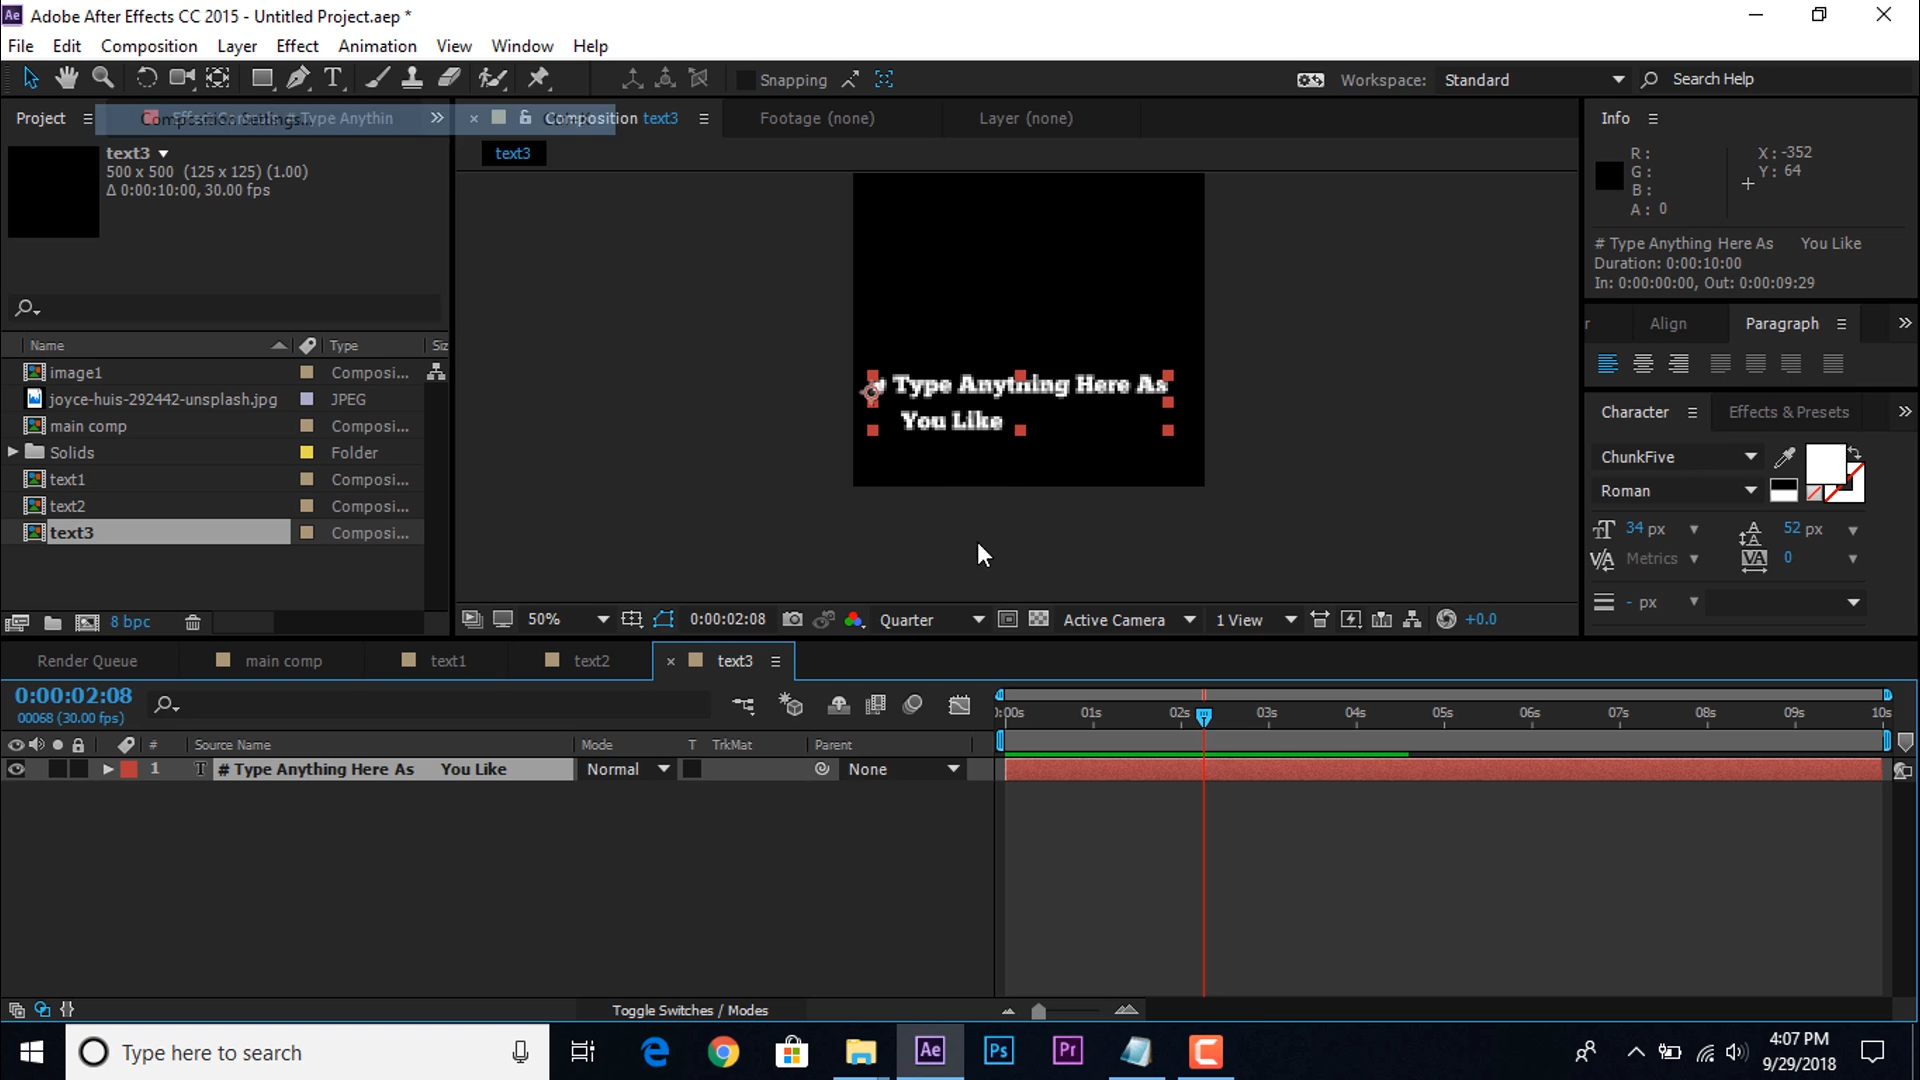 Adobe After Effects CC 2015 - Untitled Project.aep *
File Edit Composition Layer Effect Animation View Window Help
Snapping
Workspace: Standard
Search Help
Project
Composition Settings...
Composition text3
Footage (none)
Layer (none)
Info
text3
500 x 500 (125 x 125) (1.00)
Δ 0:00:10:00, 30.00 fps
text3
R :
G :
B :
A : 0
X : -352
Y : 64
# Type Anything Here As You Like
Duration: 0:00:10:00
In: 0:00:00:00, Out: 0:00:09:29
Align
Paragraph
Name Type Siz
image1 Composi...
joyce-huis-292442-unsplash.jpg JPEG
main comp Composi...
Solids Folder
text1 Composi...
text2 Composi...
text3 Composi...
Type Anything Here As
You Like
Character
Effects & Presets
ChunkFive
Roman
34 px
52 px
Metrics
0
- px
8 bpc
50%
0:00:02:08
Quarter
Active Camera
1 View
+0.0
Render Queue
main comp
text1
text2
text3
0:00:02:08
00068 (30.00 fps)
0:00s 01s 02s 03s 04s 05s 06s 07s 08s 09s 10s
# Source Name Mode T TrkMat Parent
1 T # Type Anything Here As You Like Normal None
Toggle Switches / Modes
Type here to search
Ae
Ps
Pr
4:07 PM
9/29/2018